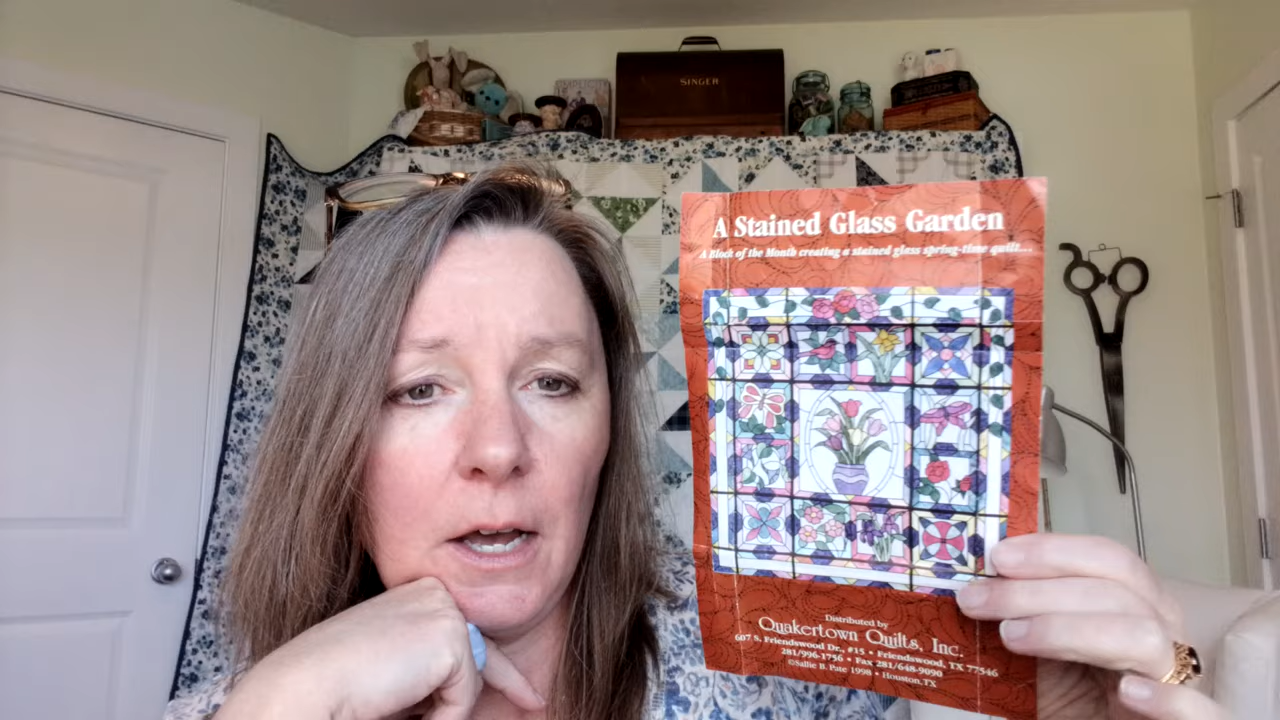 SINGER
A Stained Glass Garden
A Block of the Month creating a stained glass spring-time quilt....
Distributed by
Quakertown Quilts, Inc.
607 S. Friendswood Dr., #15 • Friendswood, TX 77546
281/996-1756 • Fax 281/648-9090
©Sallie B. Pate 1998 • Houston, TX